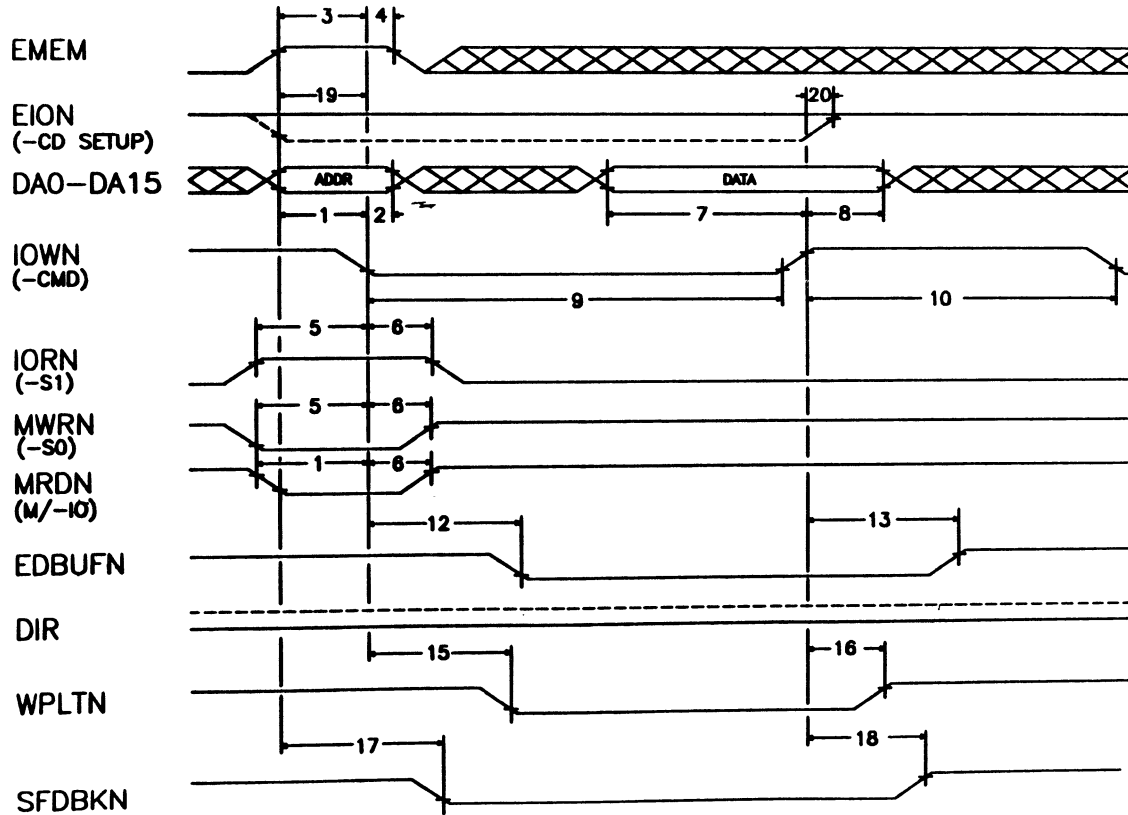 3 4
EMEM
19 20
EION
(-CD SETUP)
DA0-DA15 ADDR DATA
1 2 7 8
IOWN
(-CMD)
9 10
5 6
IORN
(-S1)
5 6
MWRN
(-S0)
1 6
MRDN
(M/-IO)
12 13
EDBUFN
DIR
15 16
WPLTN
17 18
SFDBKN